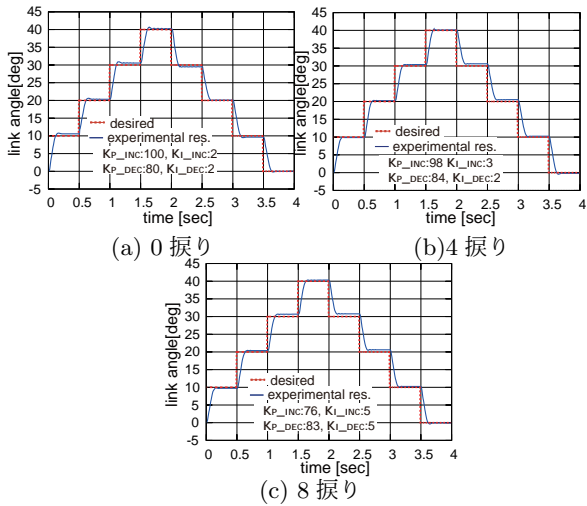 link angle[deg]
45
40
35
30
25
20
15
10
5
0
-5
desired
experimental res.
KP_INC:100, KI_INC:2
KP_DEC:80, KI_DEC:2
0 0.5 1 1.5 2 2.5 3 3.5 4
time [sec]
(a) 0 捩り
link angle[deg]
45
40
35
30
25
20
15
10
5
0
-5
desired
experimental res.
KP_INC:98 KI_INC:3
KP_DEC:84, KI_DEC:2
0 0.5 1 1.5 2 2.5 3 3.5 4
time [sec]
(b)4 捩り
link angle[deg]
45
40
35
30
25
20
15
10
5
0
-5
desired
experimental res.
KP_INC:76, KI_INC:5
KP_DEC:83, KI_DEC:5
0 0.5 1 1.5 2 2.5 3 3.5 4
time [sec]
(c) 8 捩り